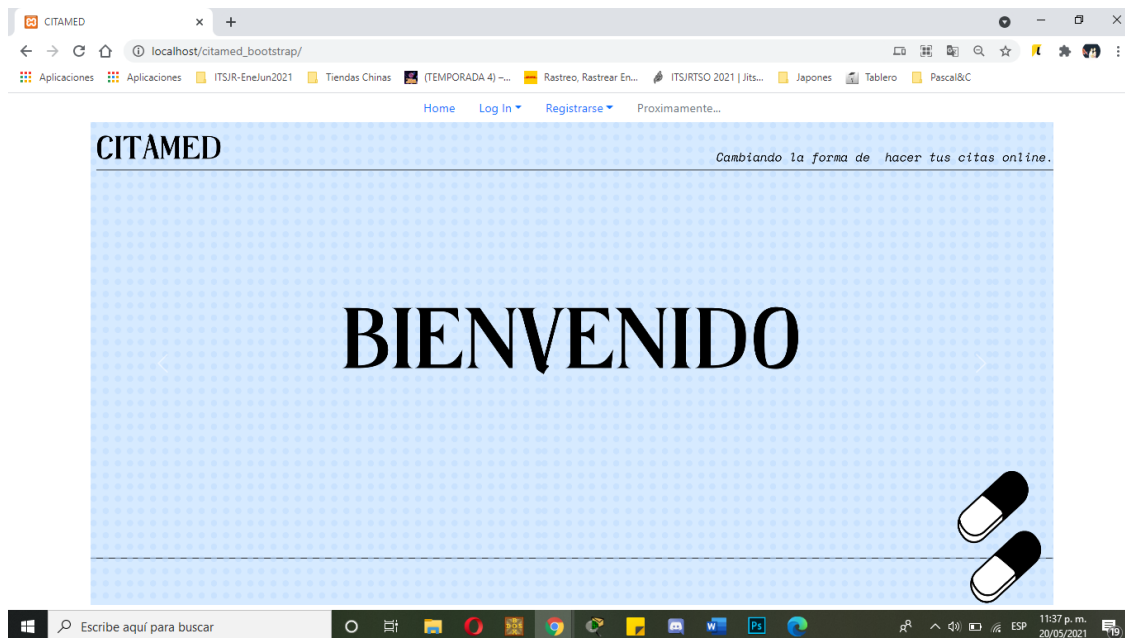 CITAMED
localhost/citamed_bootstrap/
Aplicaciones Aplicaciones ITSJR-EneJun2021 Tiendas Chinas (TEMPORADA 4) –... Rastreo, Rastrear En... ITSJRTSO 2021 | Jits... Japones Tablero Pascal&C
Home Log In Registrarse Proximamente...
CITAMED
Cambiando la forma de hacer tus citas online.
BIENVENIDO
Escribe aquí para buscar
ESP
11:37 p. m.
20/05/2021
19